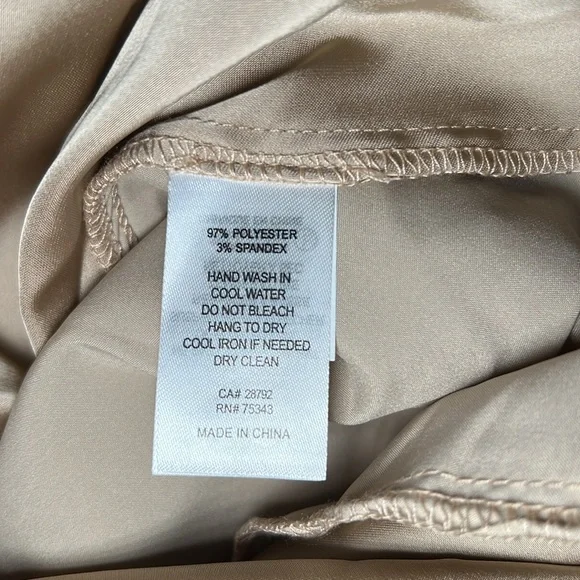 97% POLYESTER
3% SPANDEX
HAND WASH IN
COOL WATER
DO NOT BLEACH
HANG TO DRY
COOL IRON IF NEEDED
DRY CLEAN
CA# 28792
RN# 75343
MADE IN CHINA